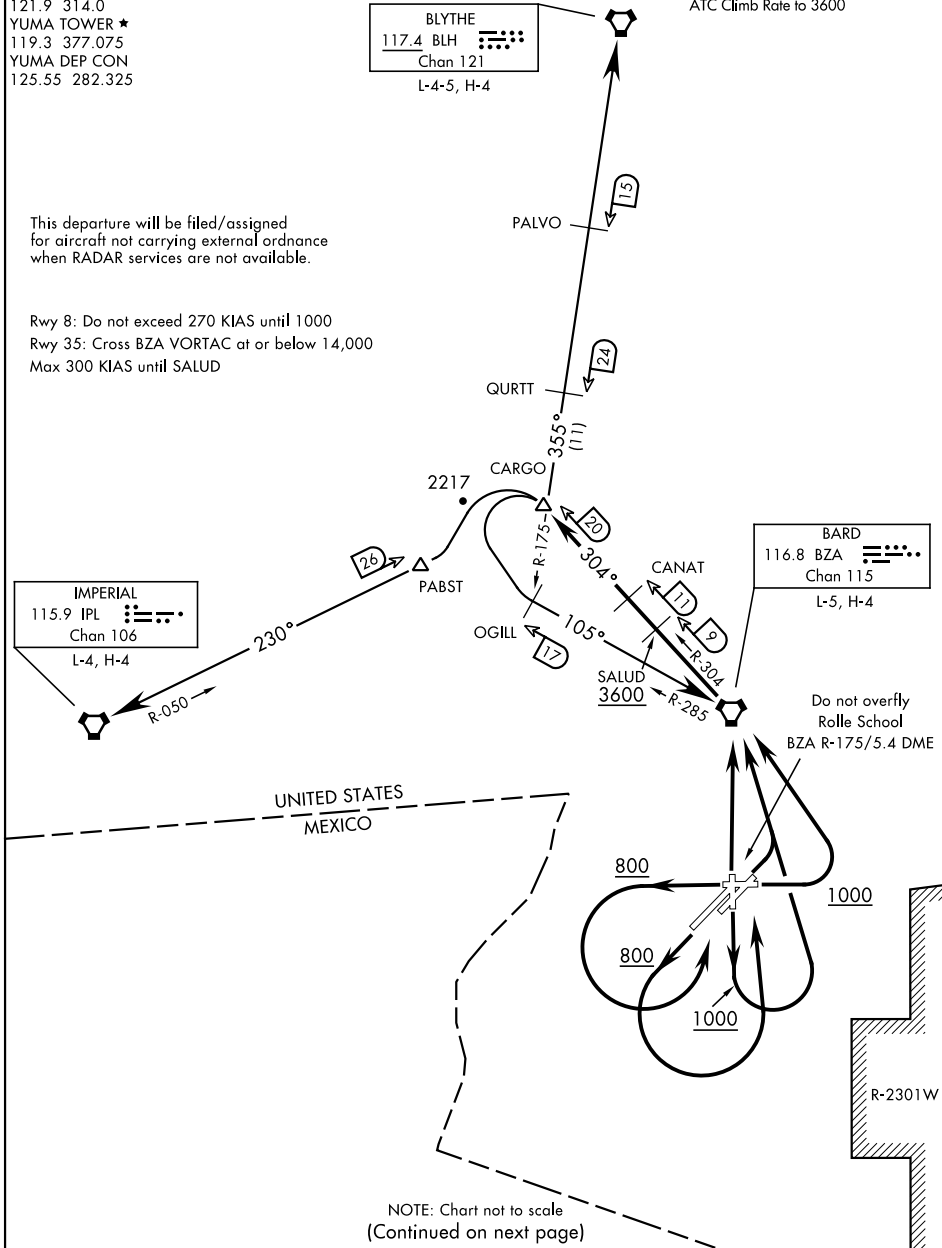 121.9 314.0
YUMA TOWER ★
119.3 377.075
YUMA DEP CON
125.55 282.325
BLYTHE
117.4 BLH
Chan 121
L-4-5, H-4
ATC Climb Rate to 3600
This departure will be filed/assigned
for aircraft not carrying external ordnance
when RADAR services are not available.
Rwy 8: Do not exceed 270 KIAS until 1000
Rwy 35: Cross BZA VORTAC at or below 14,000
Max 300 KIAS until SALUD
PALVO
15
QURTT
24
355°
(11)
CARGO
2217
20
R-175
304°
26
PABST
CANAT
11
9
BARD
116.8 BZA
Chan 115
L-5, H-4
IMPERIAL
115.9 IPL
Chan 106
L-4, H-4
230°
R-050
OGILL
17
105°
SALUD
3600
R-304
R-285
Do not overfly
Rolle School
BZA R-175/5.4 DME
UNITED STATES
MEXICO
800
1000
800
1000
R-2301W
NOTE: Chart not to scale
(Continued on next page)